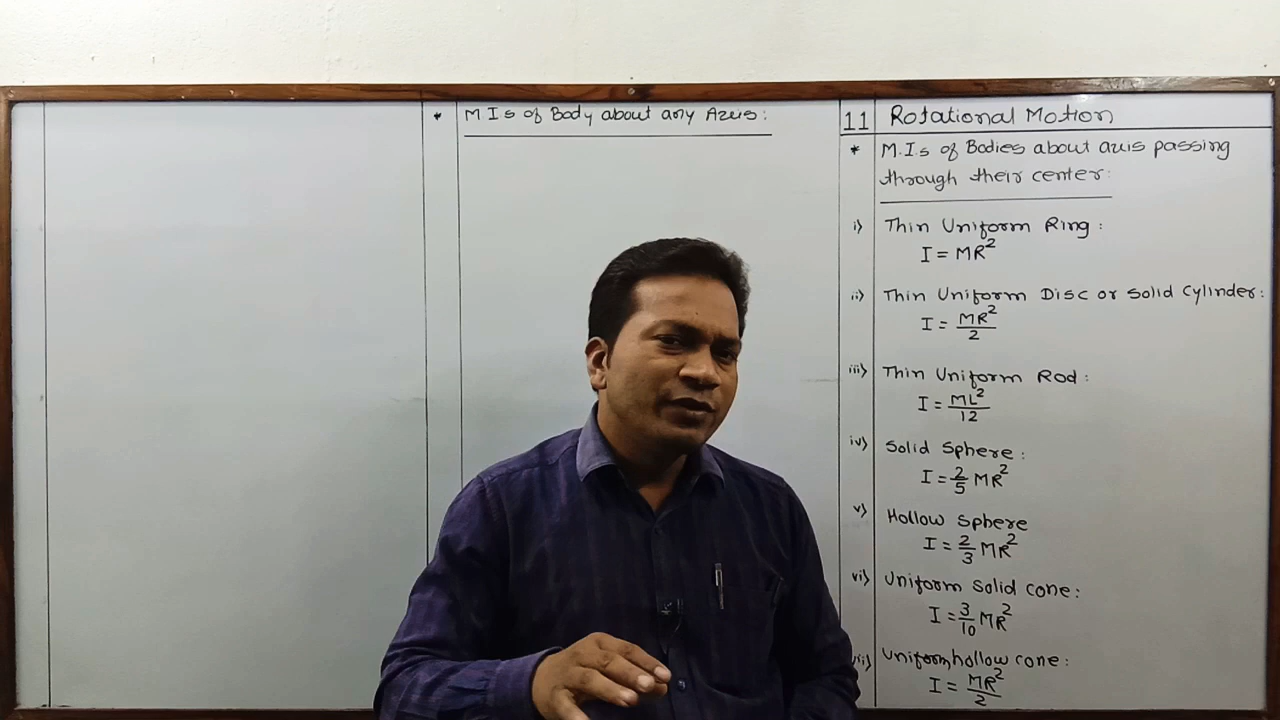 * M I s of Body about any Axis :
11 Rotational Motion
* M.I.s of Bodies about axis passing
through their center:
i) Thin Uniform Ring :
I = MR²
ii) Thin Uniform Disc or Solid Cylinder:
I = MR²/2
iii) Thin Uniform Rod :
I = ML²/12
iv) Solid Sphere :
I = 2/5 MR²
v) Hollow Sphere
I = 2/3 MR²
vi) Uniform Solid cone:
I = 3/10 MR²
vii) Uniform hollow cone:
I = MR²/2